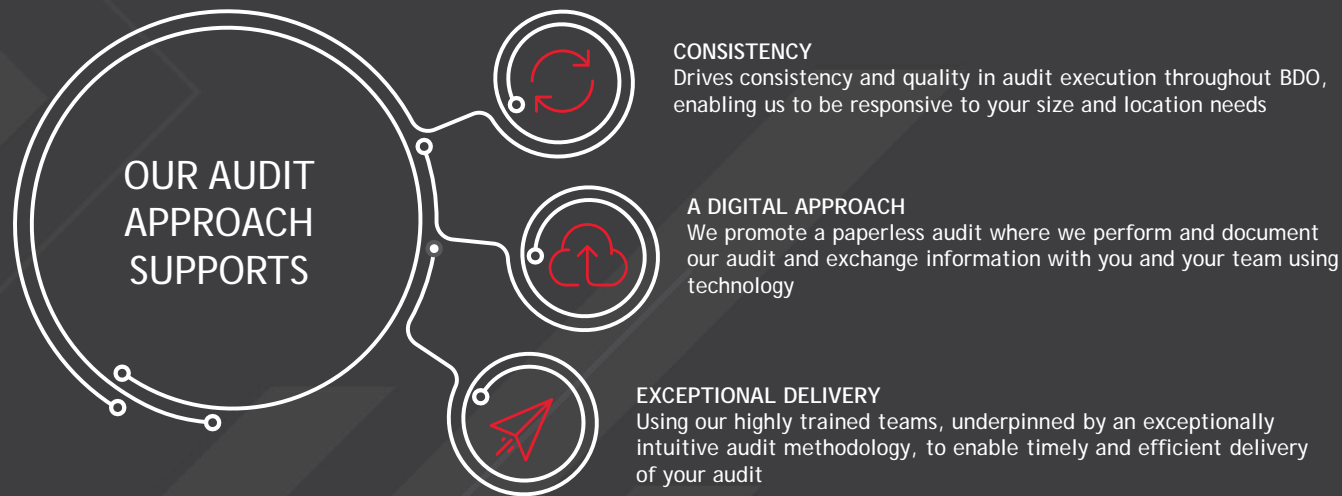 OUR AUDIT
APPROACH
SUPPORTS
CONSISTENCY
Drives consistency and quality in audit execution throughout BDO,
enabling us to be responsive to your size and location needs
A DIGITAL APPROACH
We promote a paperless audit where we perform and document
our audit and exchange information with you and your team using
technology
EXCEPTIONAL DELIVERY
Using our highly trained teams, underpinned by an exceptionally
intuitive audit methodology, to enable timely and efficient delivery
of your audit